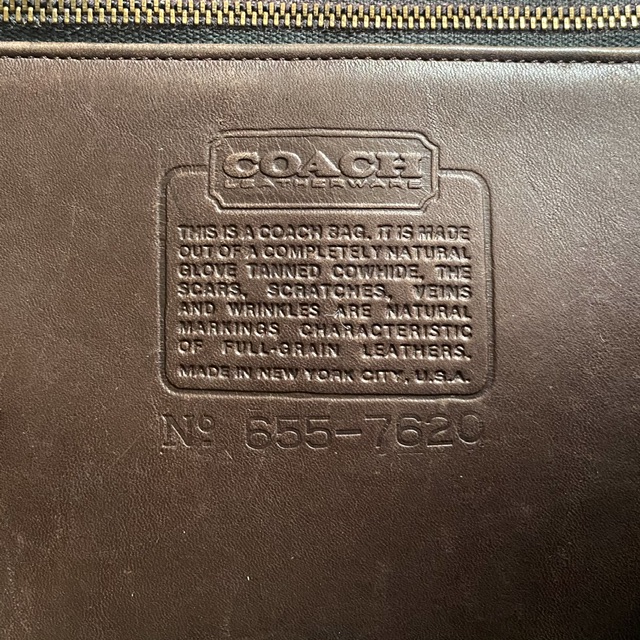 COACH
LEATHERWARE
THIS IS A COACH BAG. IT IS MADE
OUT OF A COMPLETELY NATURAL
GLOVE TANNED COWHIDE, THE
SCARS, SCRATCHES, VEINS
AND WRINKLES ARE NATURAL
MARKINGS CHARACTERISTIC
OF FULL-GRAIN LEATHERS.
MADE IN NEW YORK CITY, U.S.A.
Nº 655-7620